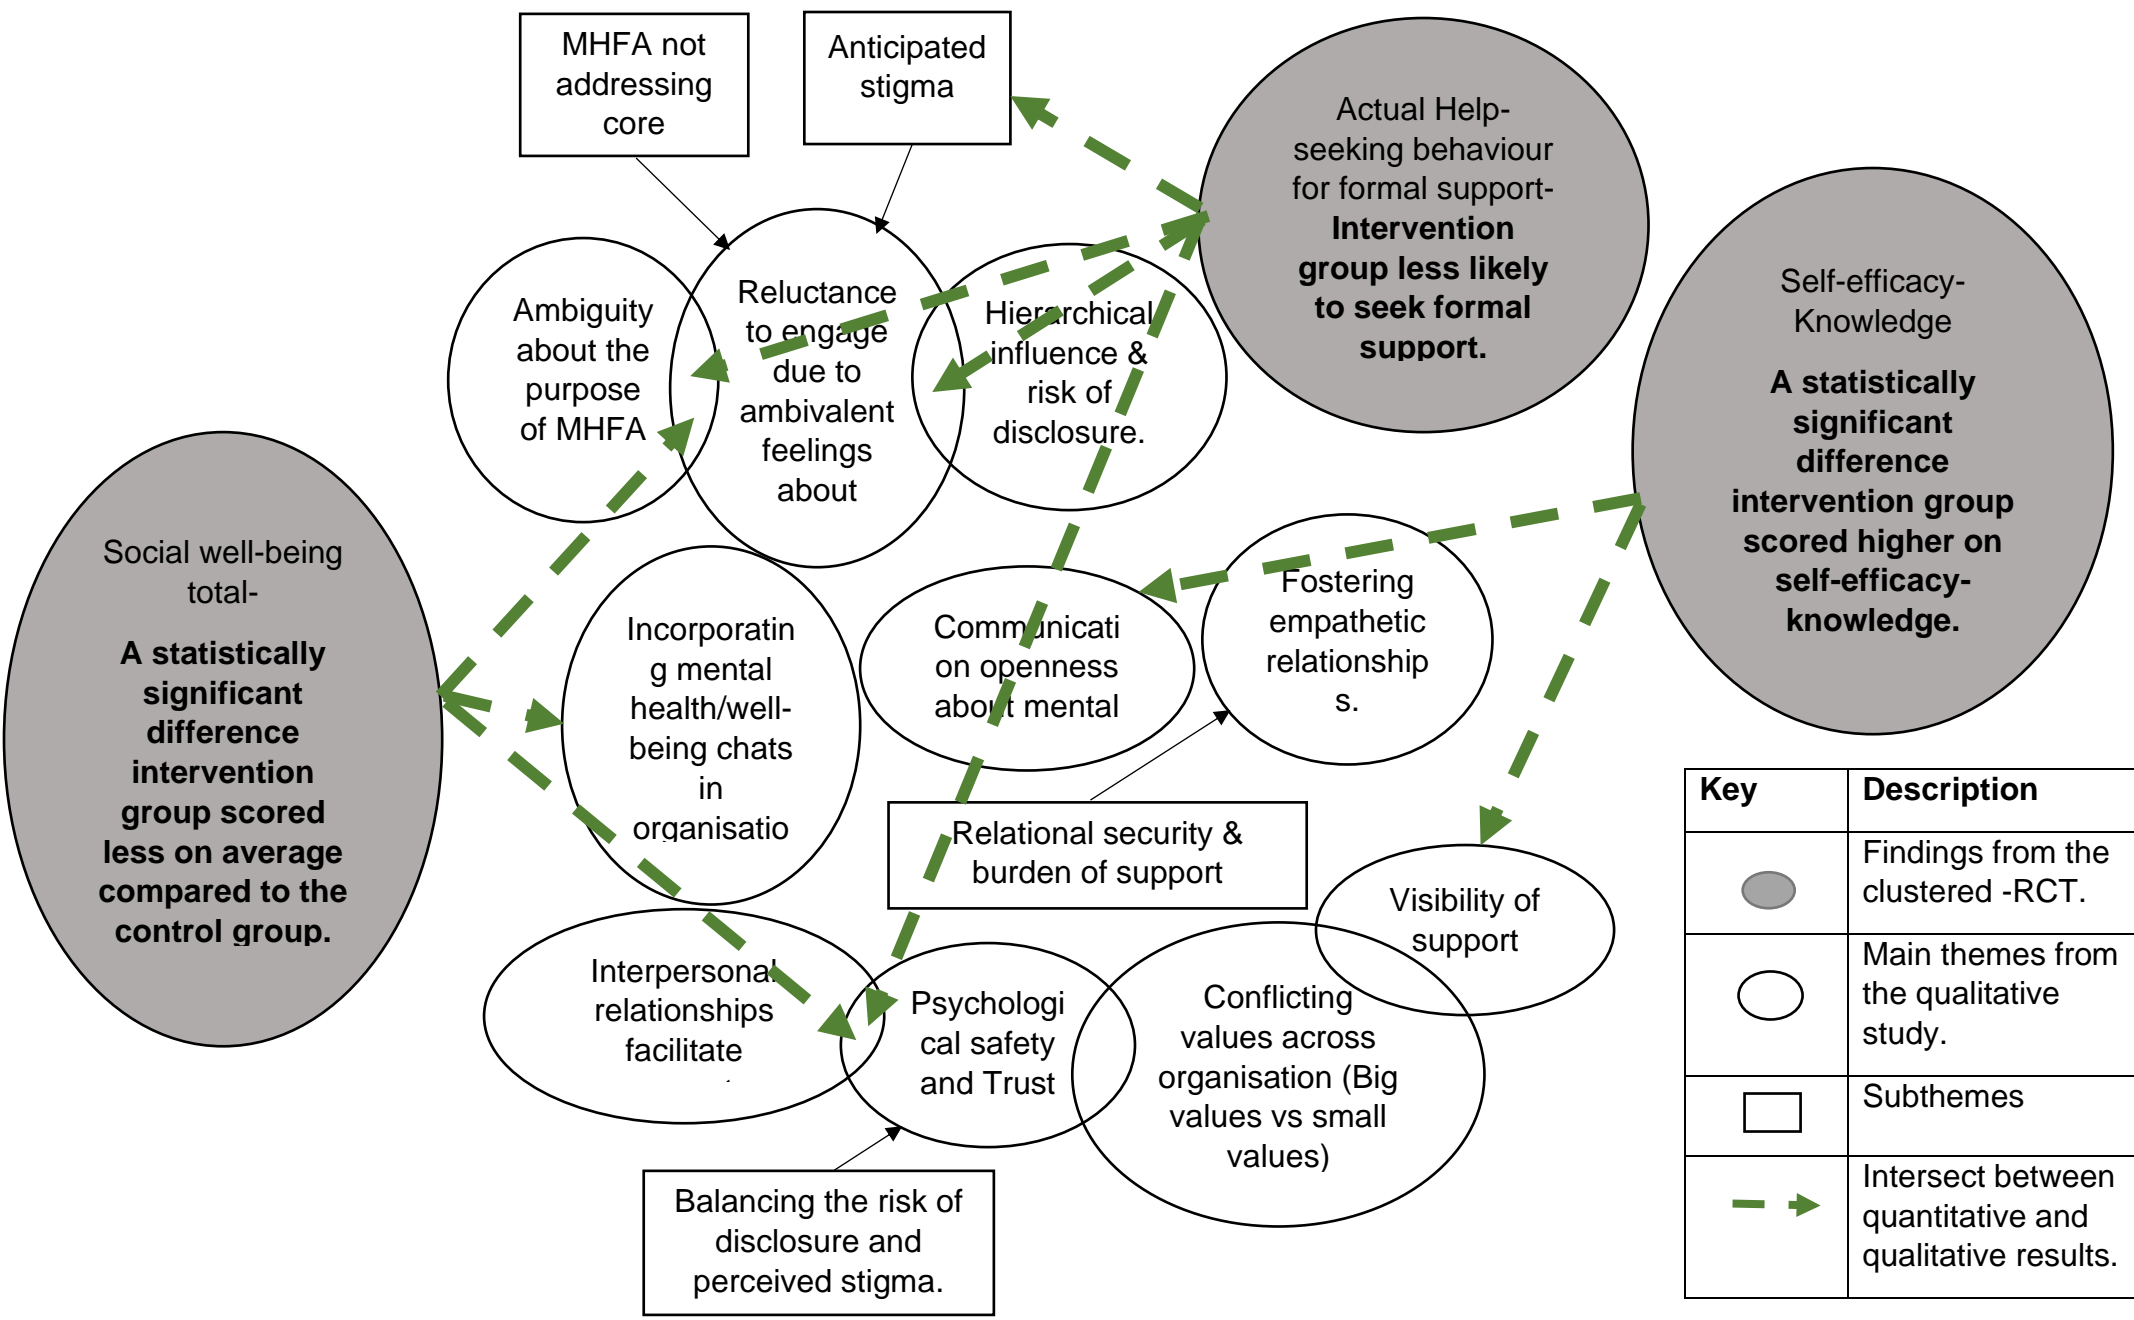 MHFA not
addressing
core
Anticipated
stigma
Actual Help-
seeking behaviour
for formal support-
Intervention
group less likely
to seek formal
support.
Self-efficacy-
Knowledge
A statistically
significant
difference
intervention group
scored higher on
self-efficacy-
knowledge.
Ambiguity
about the
purpose
of MHFA
Reluctance
to engage
due to
ambivalent
feelings
about
Hierarchical
influence &
risk of
disclosure.
Social well-being
total-
A statistically
significant
difference
intervention
group scored
less on average
compared to the
control group.
Incorporatin
g mental
health/well-
being chats
in
organisatio
Communicati
on openness
about mental
Fostering
empathetic
relationship
s.
Relational security &
burden of support
Visibility of
support
Interpersonal
relationships
facilitate
Psychologi
cal safety
and Trust
Conflicting
values across
organisation (Big
values vs small
values)
Balancing the risk of
disclosure and
perceived stigma.
Key Description
Findings from the
clustered -RCT.
Main themes from
the qualitative
study.
Subthemes
Intersect between
quantitative and
qualitative results.